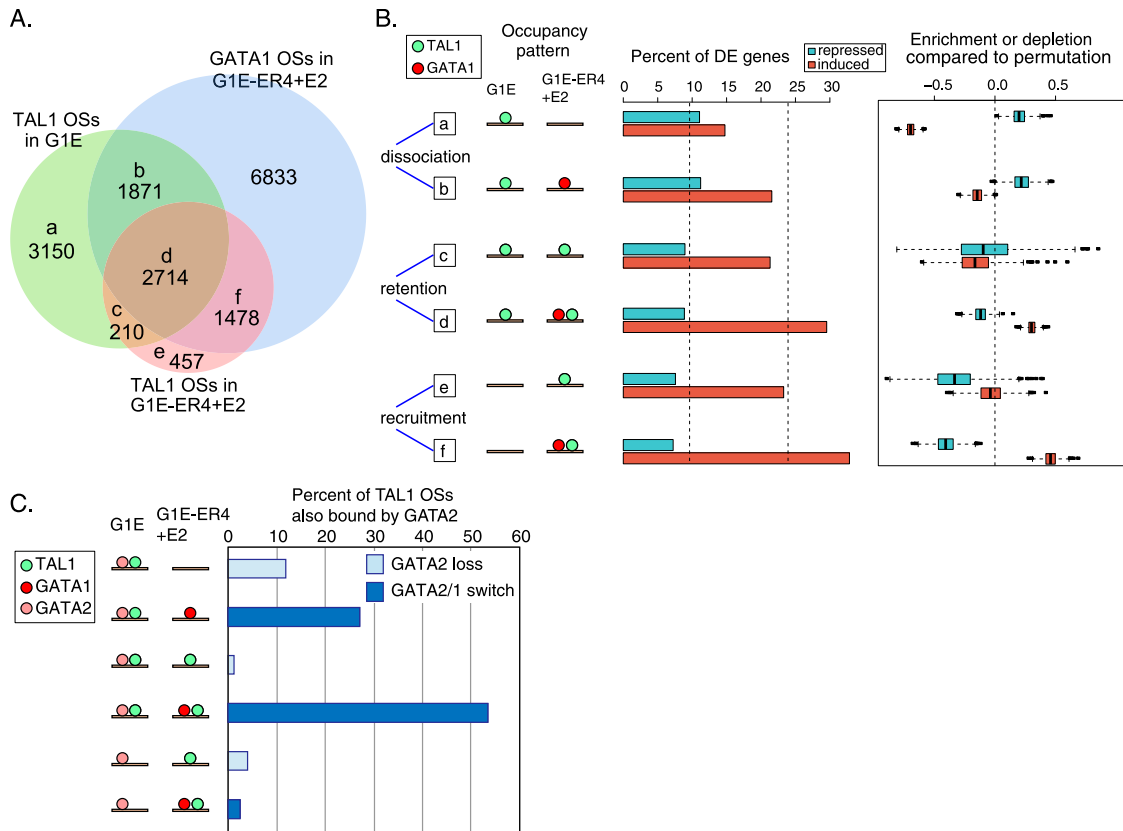 A.
GATA1 OSs in
G1E-ER4+E2
TAL1 OSs
in G1E
b
1871
6833
a
3150
d
2714
f
1478
c
210
e
457
TAL1 OSs in
G1E-ER4+E2
B.
TAL1
GATA1
Occupancy
pattern
G1E
G1E-ER4
+E2
Percent of DE genes
repressed
induced
Enrichment or depletion
compared to permutation
0 5 10 15 20 25 30
−0.5 0.0 0.5
a
dissociation
b
c
retention
d
e
recruitment
f
C.
TAL1
GATA1
GATA2
G1E
G1E-ER4
+E2
Percent of TAL1 OSs
also bound by GATA2
0 10 20 30 40 50 60
GATA2 loss
GATA2/1 switch